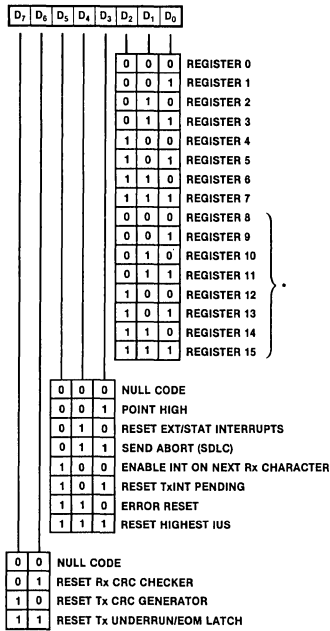 D7 D6 D5 D4 D3 D2 D1 D0
0 0 0 REGISTER 0
0 0 1 REGISTER 1
0 1 0 REGISTER 2
0 1 1 REGISTER 3
1 0 0 REGISTER 4
1 0 1 REGISTER 5
1 1 0 REGISTER 6
1 1 1 REGISTER 7
0 0 0 REGISTER 8
0 0 1 REGISTER 9
0 1 0 REGISTER 10
0 1 1 REGISTER 11
1 0 0 REGISTER 12
1 0 1 REGISTER 13
1 1 0 REGISTER 14
1 1 1 REGISTER 15
*
0 0 0 NULL CODE
0 0 1 POINT HIGH
0 1 0 RESET EXT/STAT INTERRUPTS
0 1 1 SEND ABORT (SDLC)
1 0 0 ENABLE INT ON NEXT Rx CHARACTER
1 0 1 RESET TxINT PENDING
1 1 0 ERROR RESET
1 1 1 RESET HIGHEST IUS
0 0 NULL CODE
0 1 RESET Rx CRC CHECKER
1 0 RESET Tx CRC GENERATOR
1 1 RESET Tx UNDERRUN/EOM LATCH